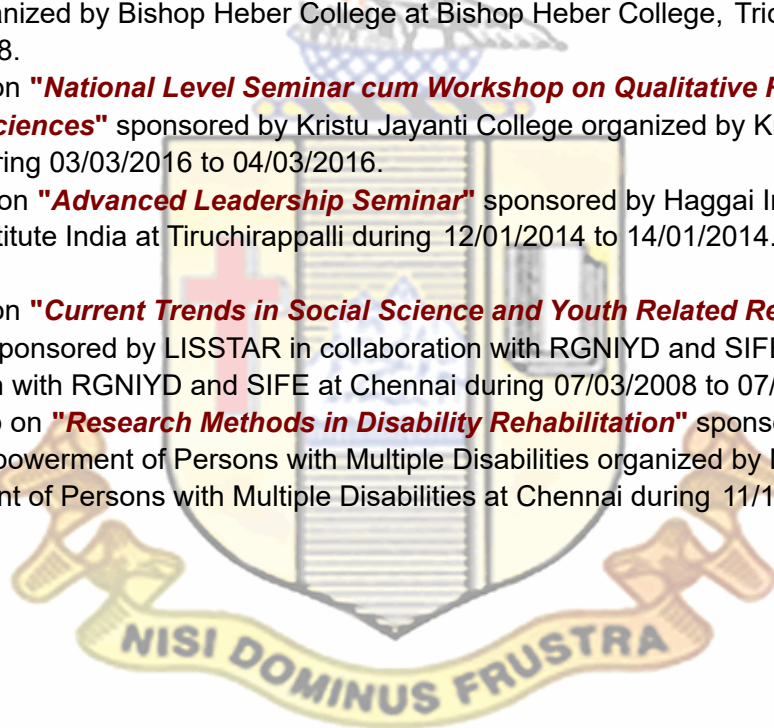 anized by Bishop Heber College at Bishop Heber College, Tric
8.
on "National Level Seminar cum Workshop on Qualitative R
ciences" sponsored by Kristu Jayanti College organized by K
ring 03/03/2016 to 04/03/2016.
on "Advanced Leadership Seminar" sponsored by Haggai I
titute India at Tiruchirappalli during 12/01/2014 to 14/01/2014.
on "Current Trends in Social Science and Youth Related Re
ponsored by LISSTAR in collaboration with RGNIYD and SIFE
n with RGNIYD and SIFE at Chennai during 07/03/2008 to 07/
o on "Research Methods in Disability Rehabilitation" sponso
powerment of Persons with Multiple Disabilities organized by
nt of Persons with Multiple Disabilities at Chennai during 11/1
NISI DOMINUS FRUSTRA